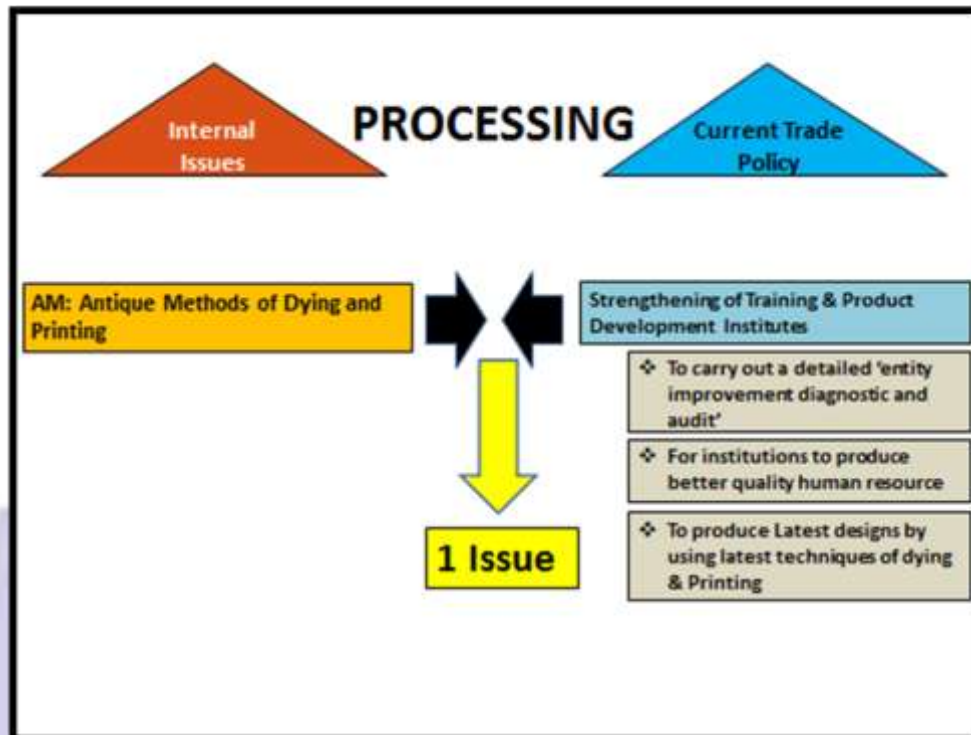 PROCESSING
Internal
Issues
Current Trade
Policy
AM: Antique Methods of Dying and
Printing
Strengthening of Training & Product
Development Institutes
❖ To carry out a detailed ‘entity
improvement diagnostic and
audit’
❖ For institutions to produce
better quality human resource
❖ To produce Latest designs by
using latest techniques of dying
& Printing
1 Issue